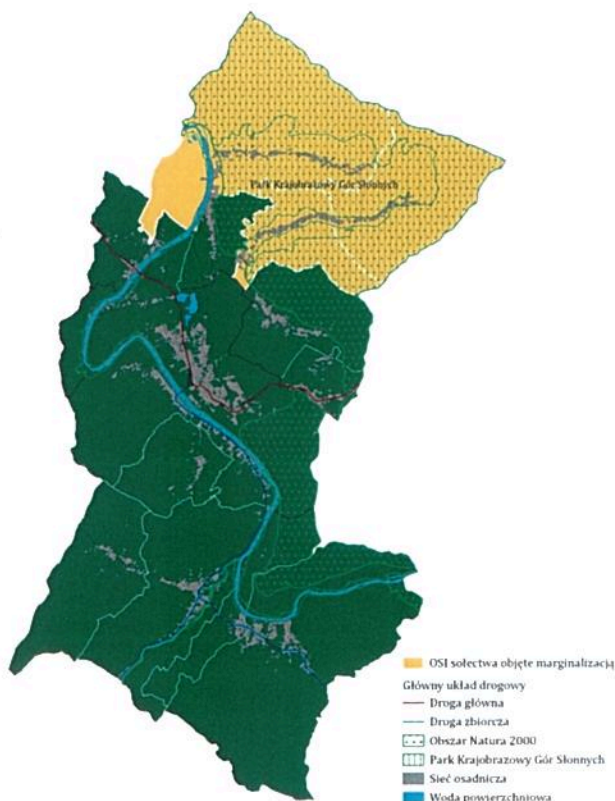 Park Krajobrazowy Gór Słonnych
OSI sołectwa objęte marginalizacją
Główny układ drogowy
Droga główna
Droga zbiorcza
Obszar Natura 2000
Park Krajobrazowy Gór Słonnych
Sieć osadnicza
Woda powierzchniowa